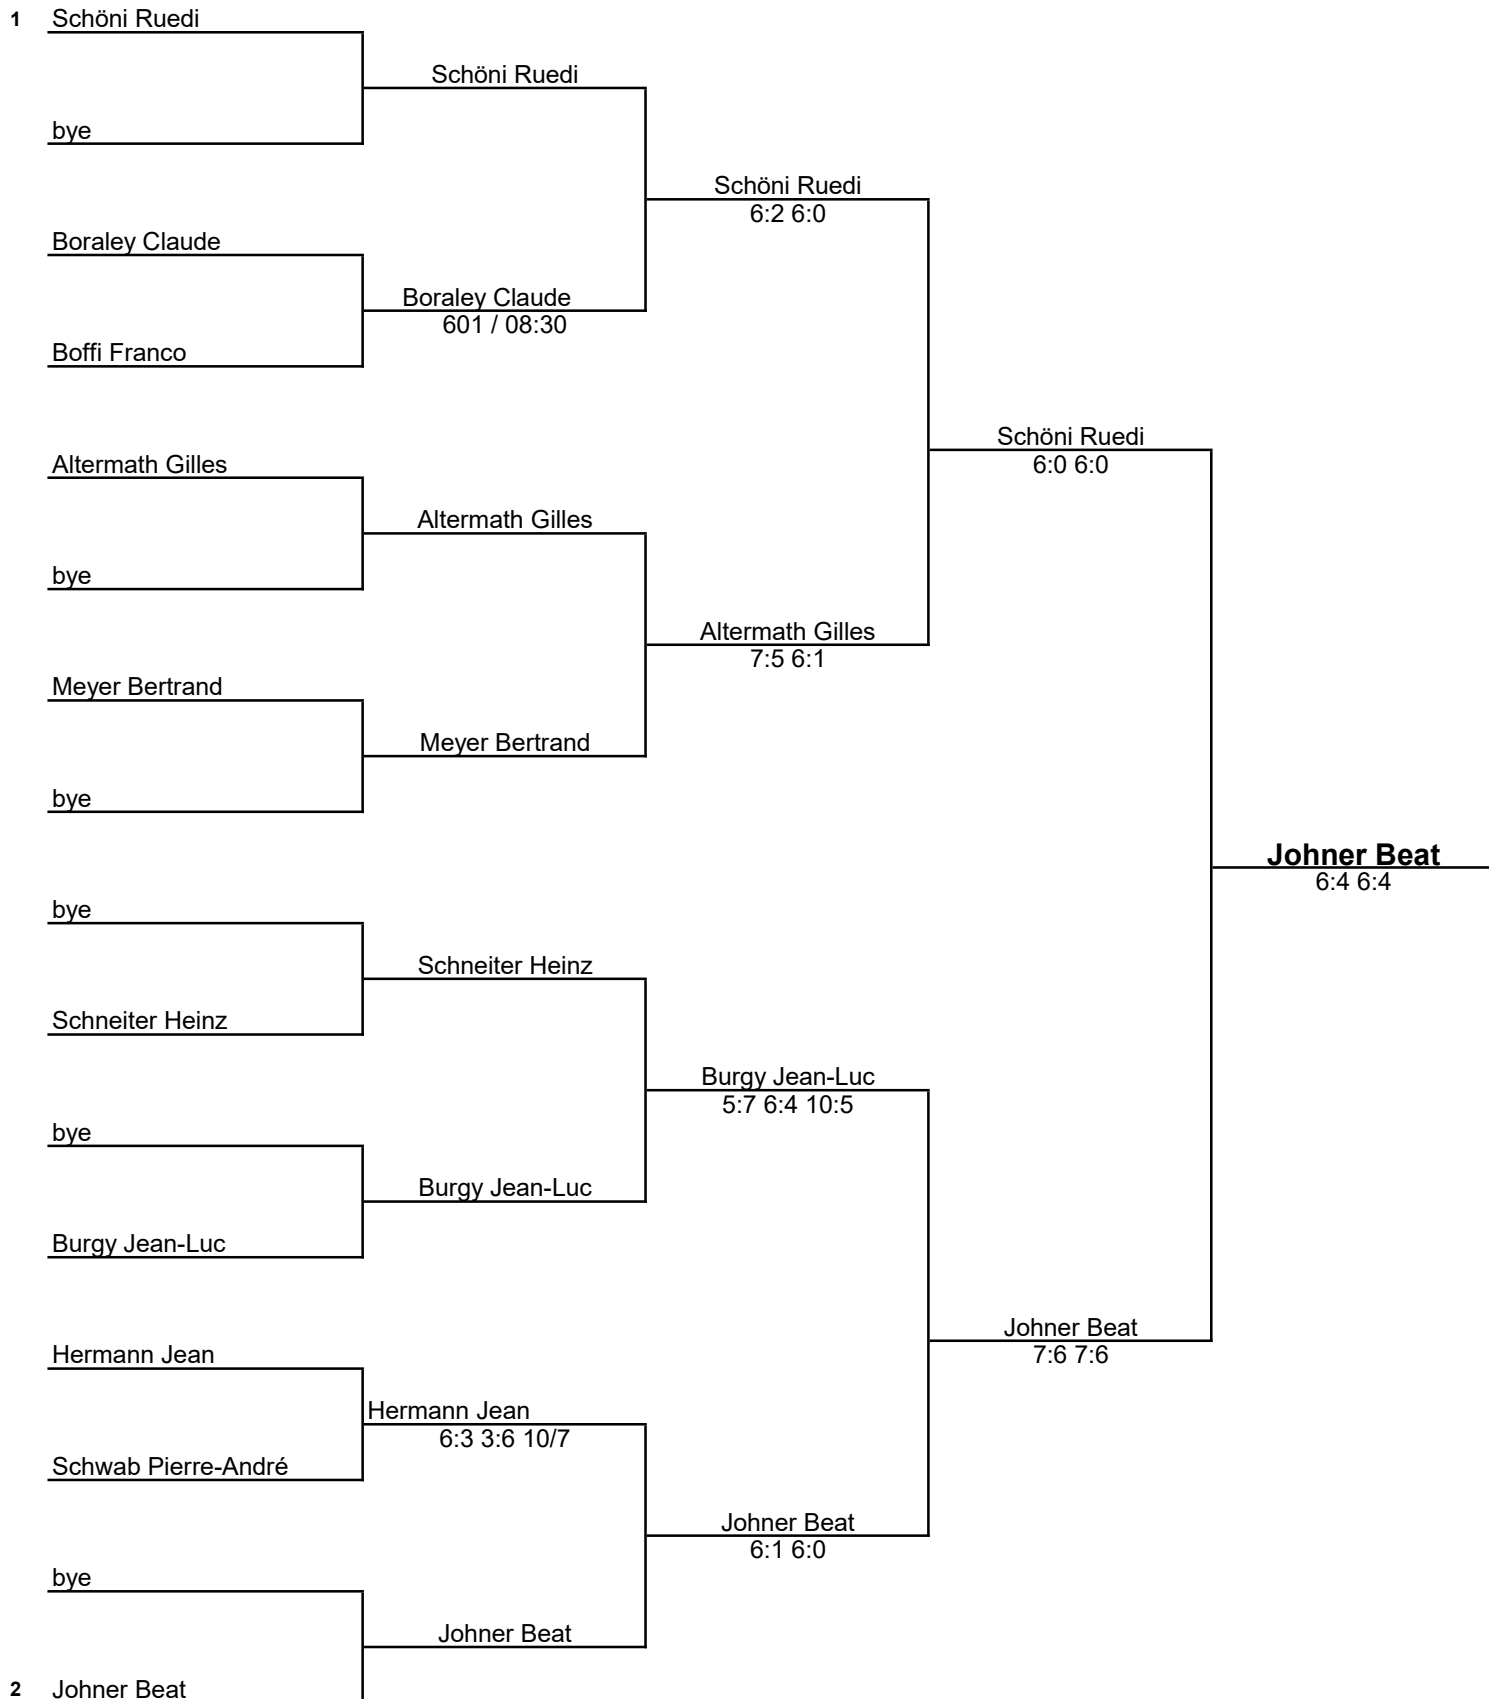 1 Schöni Ruedi
Schöni Ruedi
bye
Schöni Ruedi
6:2 6:0
Boraley Claude
Boraley Claude
601 / 08:30
Boffi Franco
Schöni Ruedi
6:0 6:0
Altermath Gilles
Altermath Gilles
bye
Altermath Gilles
7:5 6:1
Meyer Bertrand
Meyer Bertrand
bye
Johner Beat
6:4 6:4
bye
Schneiter Heinz
Schneiter Heinz
Burgy Jean-Luc
5:7 6:4 10:5
bye
Burgy Jean-Luc
Burgy Jean-Luc
Johner Beat
7:6 7:6
Hermann Jean
Hermann Jean
6:3 3:6 10/7
Schwab Pierre-André
Johner Beat
6:1 6:0
bye
Johner Beat
2 Johner Beat